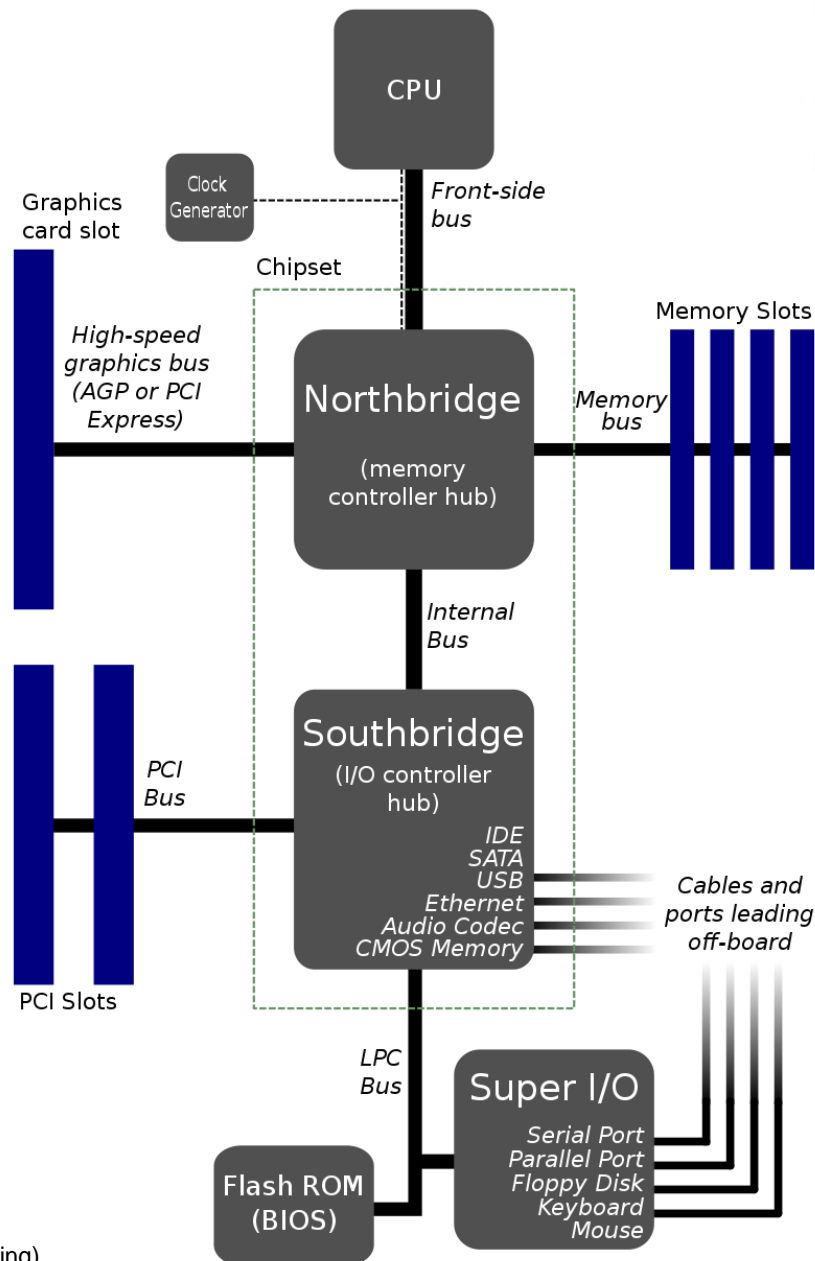 CPU
Clock
Generator
Front-side
bus
Graphics
card slot
Chipset
High-speed
graphics bus
(AGP or PCI
Express)
Memory Slots
Northbridge
(memory
controller hub)
Memory
bus
Internal
Bus
Southbridge
(I/O controller
hub)
IDE
SATA
USB
Ethernet
Audio Codec
CMOS Memory
PCI
Bus
Cables and
ports leading
off-board
PCI Slots
LPC
Bus
Super I/O
Serial Port
Parallel Port
Floppy Disk
Keyboard
Mouse
Flash ROM
(BIOS)
ing)